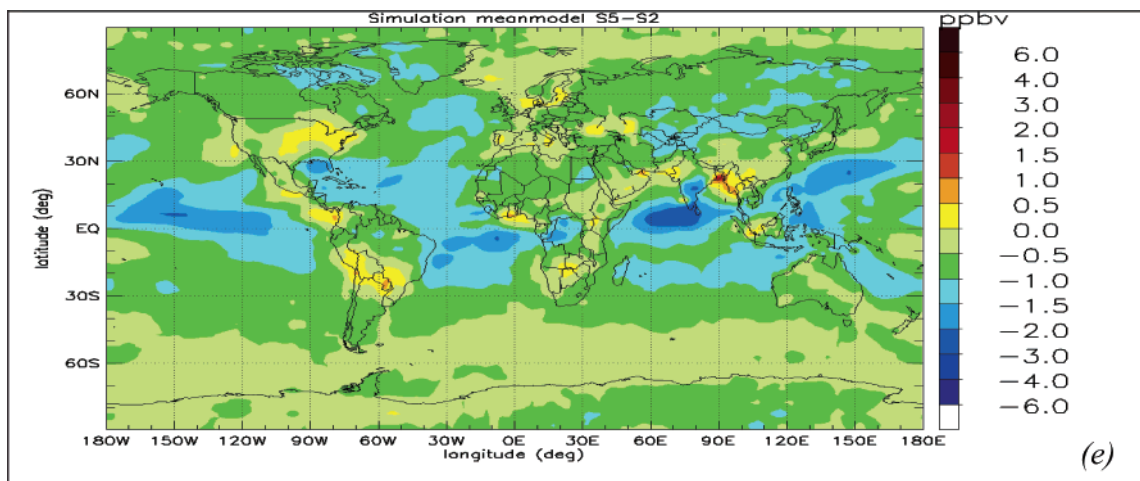 Simulation meanmodel S5-S2
ppbv
6.0
4.0
3.0
2.0
1.5
1.0
0.5
0.0
-0.5
-1.0
-1.5
-2.0
-3.0
-4.0
-6.0
60N
30N
EQ
30S
60S
latitude (deg)
180W 150W 120W 90W 60W 30W 0E 30E 60E 90E 120E 150E 180E
longitude (deg)
(e)